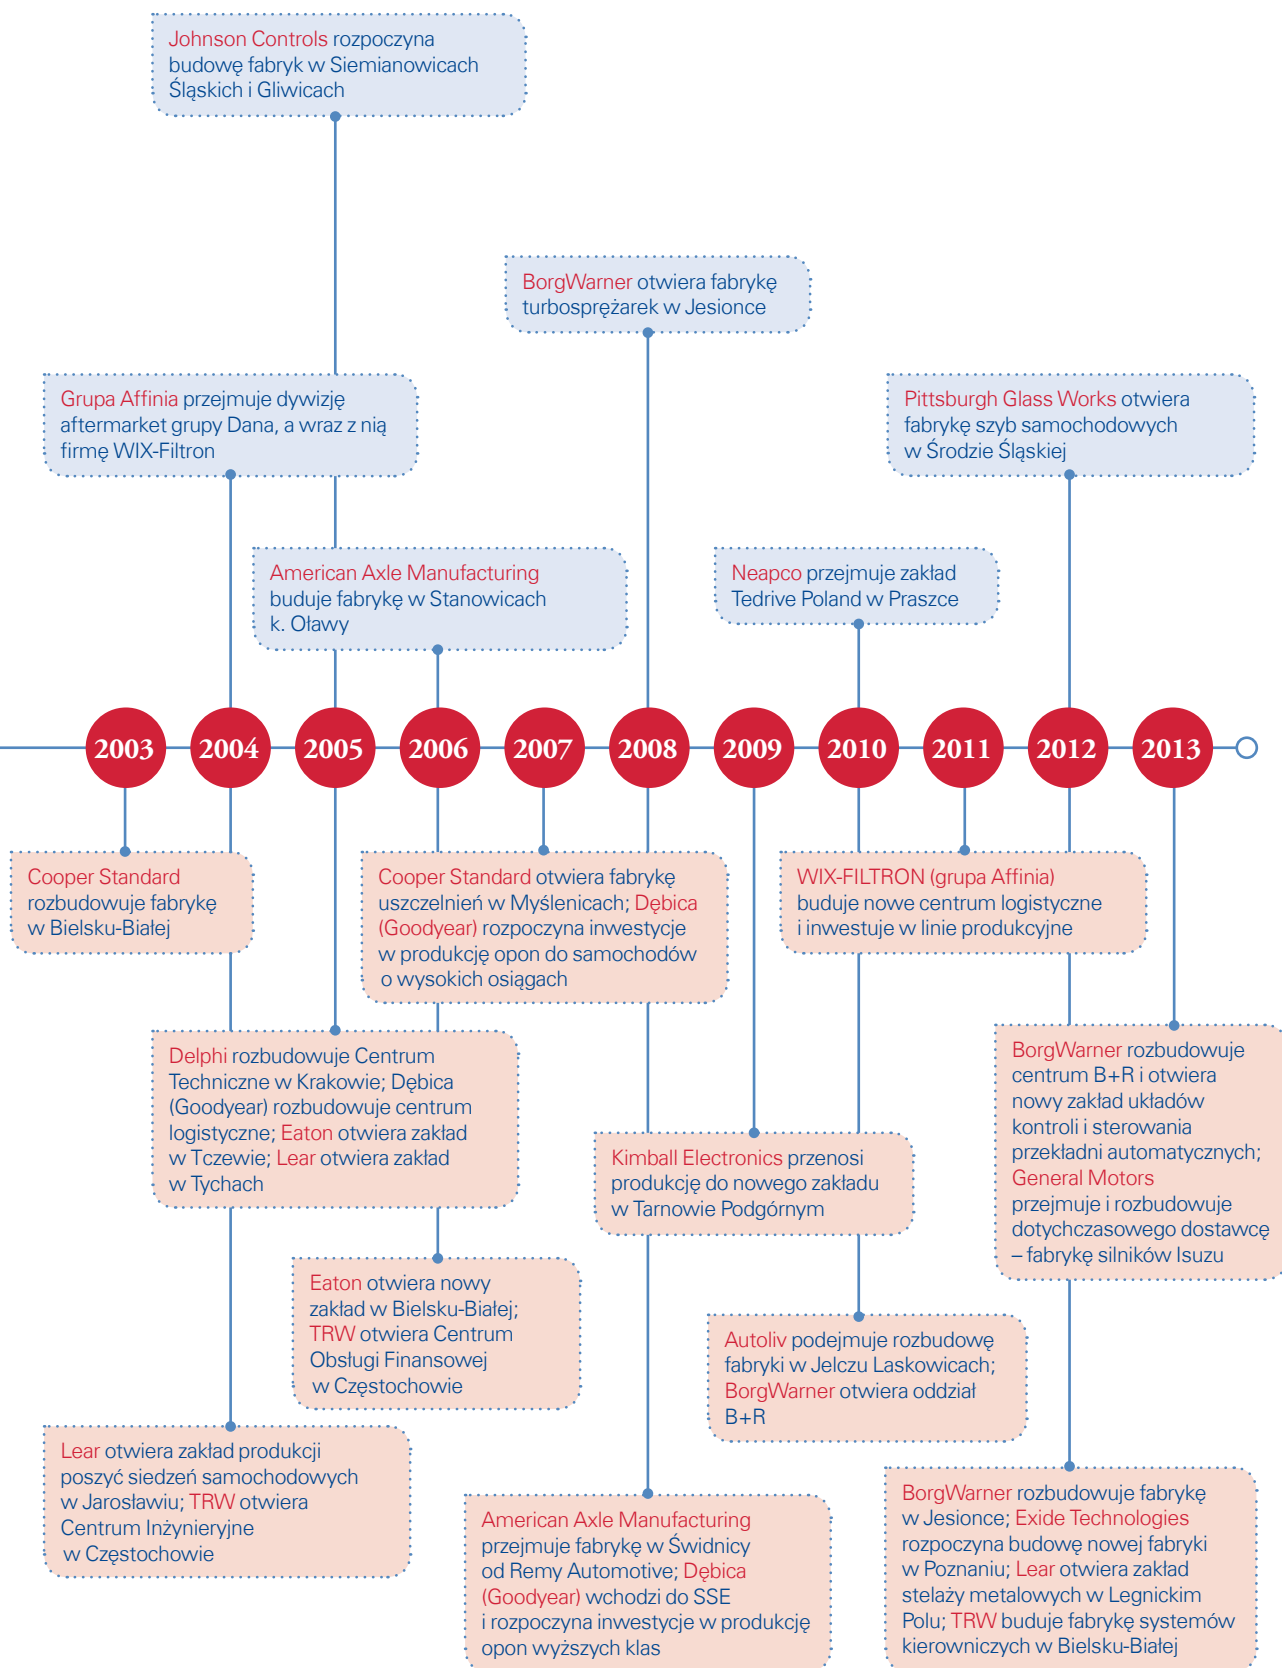 Johnson Controls rozpoczyna
budowę fabryk w Siemianowicach
Śląskich i Gliwicach
BorgWarner otwiera fabrykę
turbosprężarek w Jesionce
Grupa Affinia przejmuje dywizję
aftermarket grupy Dana, a wraz z nią
firmę WIX-Filtron
Pittsburgh Glass Works otwiera
fabrykę szyb samochodowych
w Środzie Śląskiej
American Axle Manufacturing
buduje fabrykę w Stanowicach
k. Oławy
Neapco przejmuje zakład
Tedrive Poland w Praszce
2003 2004 2005 2006 2007 2008 2009 2010 2011 2012 2013
Cooper Standard
rozbudowuje fabrykę
w Bielsku-Białej
Cooper Standard otwiera fabrykę
uszczelnień w Myślenicach; Dębica
(Goodyear) rozpoczyna inwestycje
w produkcję opon do samochodów
o wysokich osiągach
WIX-FILTRON (grupa Affinia)
buduje nowe centrum logistyczne
i inwestuje w linie produkcyjne
Delphi rozbudowuje Centrum
Techniczne w Krakowie; Dębica
(Goodyear) rozbudowuje centrum
logistyczne; Eaton otwiera zakład
w Tczewie; Lear otwiera zakład
w Tychach
BorgWarner rozbudowuje
centrum B+R i otwiera
nowy zakład układów
kontroli i sterowania
przekładni automatycznych;
General Motors
przejmuje i rozbudowuje
dotychczasowego dostawcę
– fabrykę silników Isuzu
Kimball Electronics przenosi
produkcję do nowego zakładu
w Tarnowie Podgórnym
Eaton otwiera nowy
zakład w Bielsku-Białej;
TRW otwiera Centrum
Obsługi Finansowej
w Częstochowie
Autoliv podejmuje rozbudowę
fabryki w Jelczu Laskowicach;
BorgWarner otwiera oddział
B+R
Lear otwiera zakład produkcji
poszyć siedzeń samochodowych
w Jarosławiu; TRW otwiera
Centrum Inżynieryjne
w Częstochowie
American Axle Manufacturing
przejmuje fabrykę w Świdnicy
od Remy Automotive; Dębica
(Goodyear) wchodzi do SSE
i rozpoczyna inwestycje w produkcję
opon wyższych klas
BorgWarner rozbudowuje fabrykę
w Jesionce; Exide Technologies
rozpoczyna budowę nowej fabryki
w Poznaniu; Lear otwiera zakład
stelaży metalowych w Legnickim
Polu; TRW buduje fabrykę systemów
kierowniczych w Bielsku-Białej